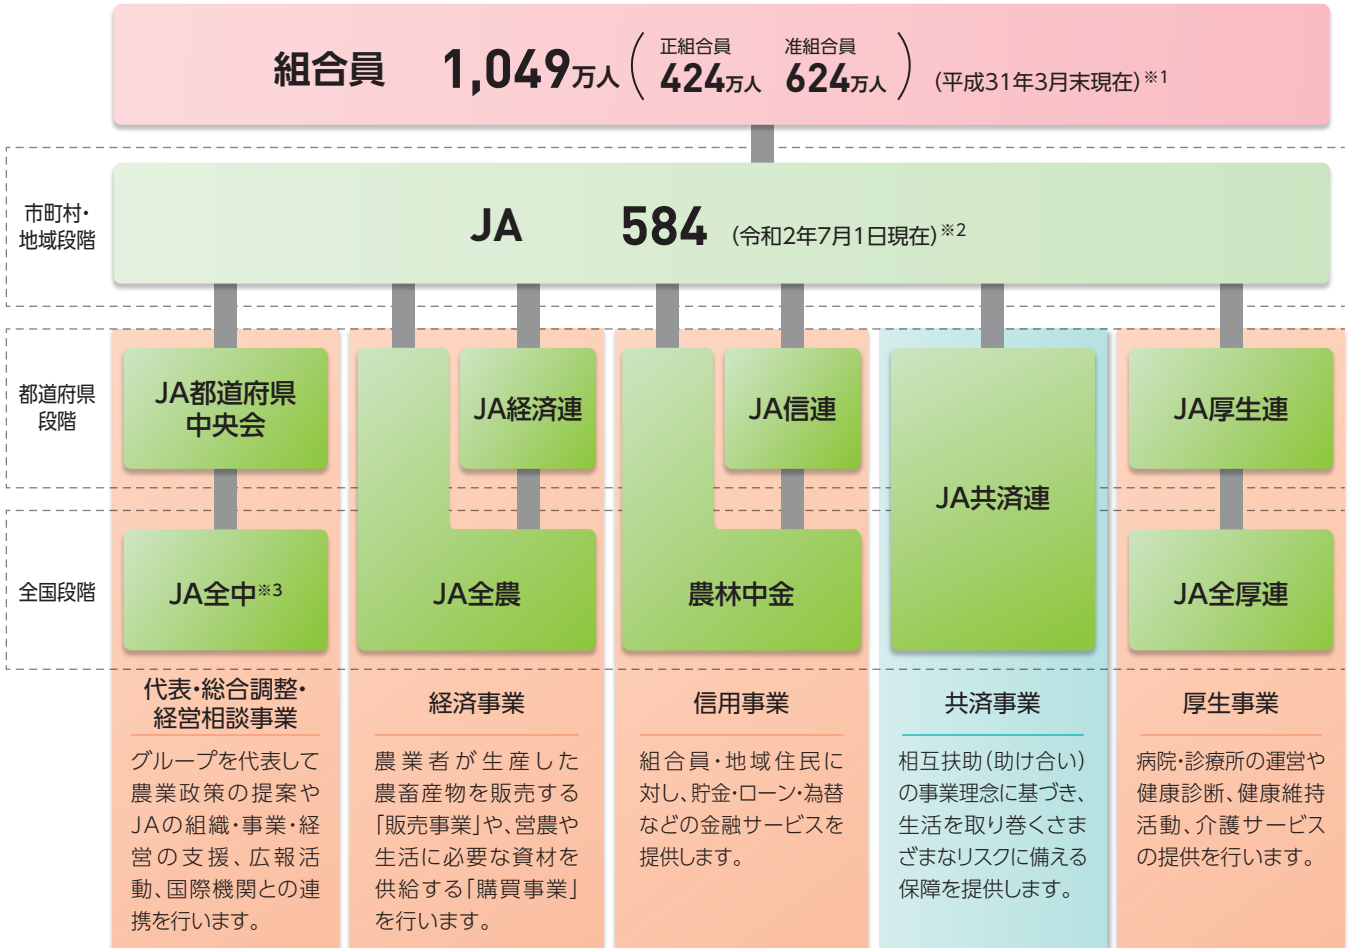 組合員 1,049万人 (正組合員 424万人 准組合員 624万人) (平成31年3月末現在)※1
市町村・
地域段階
JA 584 (令和2年7月1日現在)※2
都道府県
段階
JA都道府県
中央会
JA経済連
JA信連
JA共済連
JA厚生連
全国段階
JA全中※3
JA全農
農林中金
JA全厚連
代表・総合調整・
経営相談事業
グループを代表して
農業政策の提案や
JAの組織・事業・経
営の支援、広報活
動、国際機関との連
携を行います。
経済事業
農業者が生産した
農畜産物を販売する
「販売事業」や、営農や
生活に必要な資材を
供給する「購買事業」
を行います。
信用事業
組合員・地域住民に
対し、貯金・ローン・為替
などの金融サービスを
提供します。
共済事業
相互扶助(助け合い)
の事業理念に基づき、
生活を取り巻くさま
ざまなリスクに備える
保障を提供します。
厚生事業
病院・診療所の運営や
健康診断、健康維持
活動、介護サービス
の提供を行います。